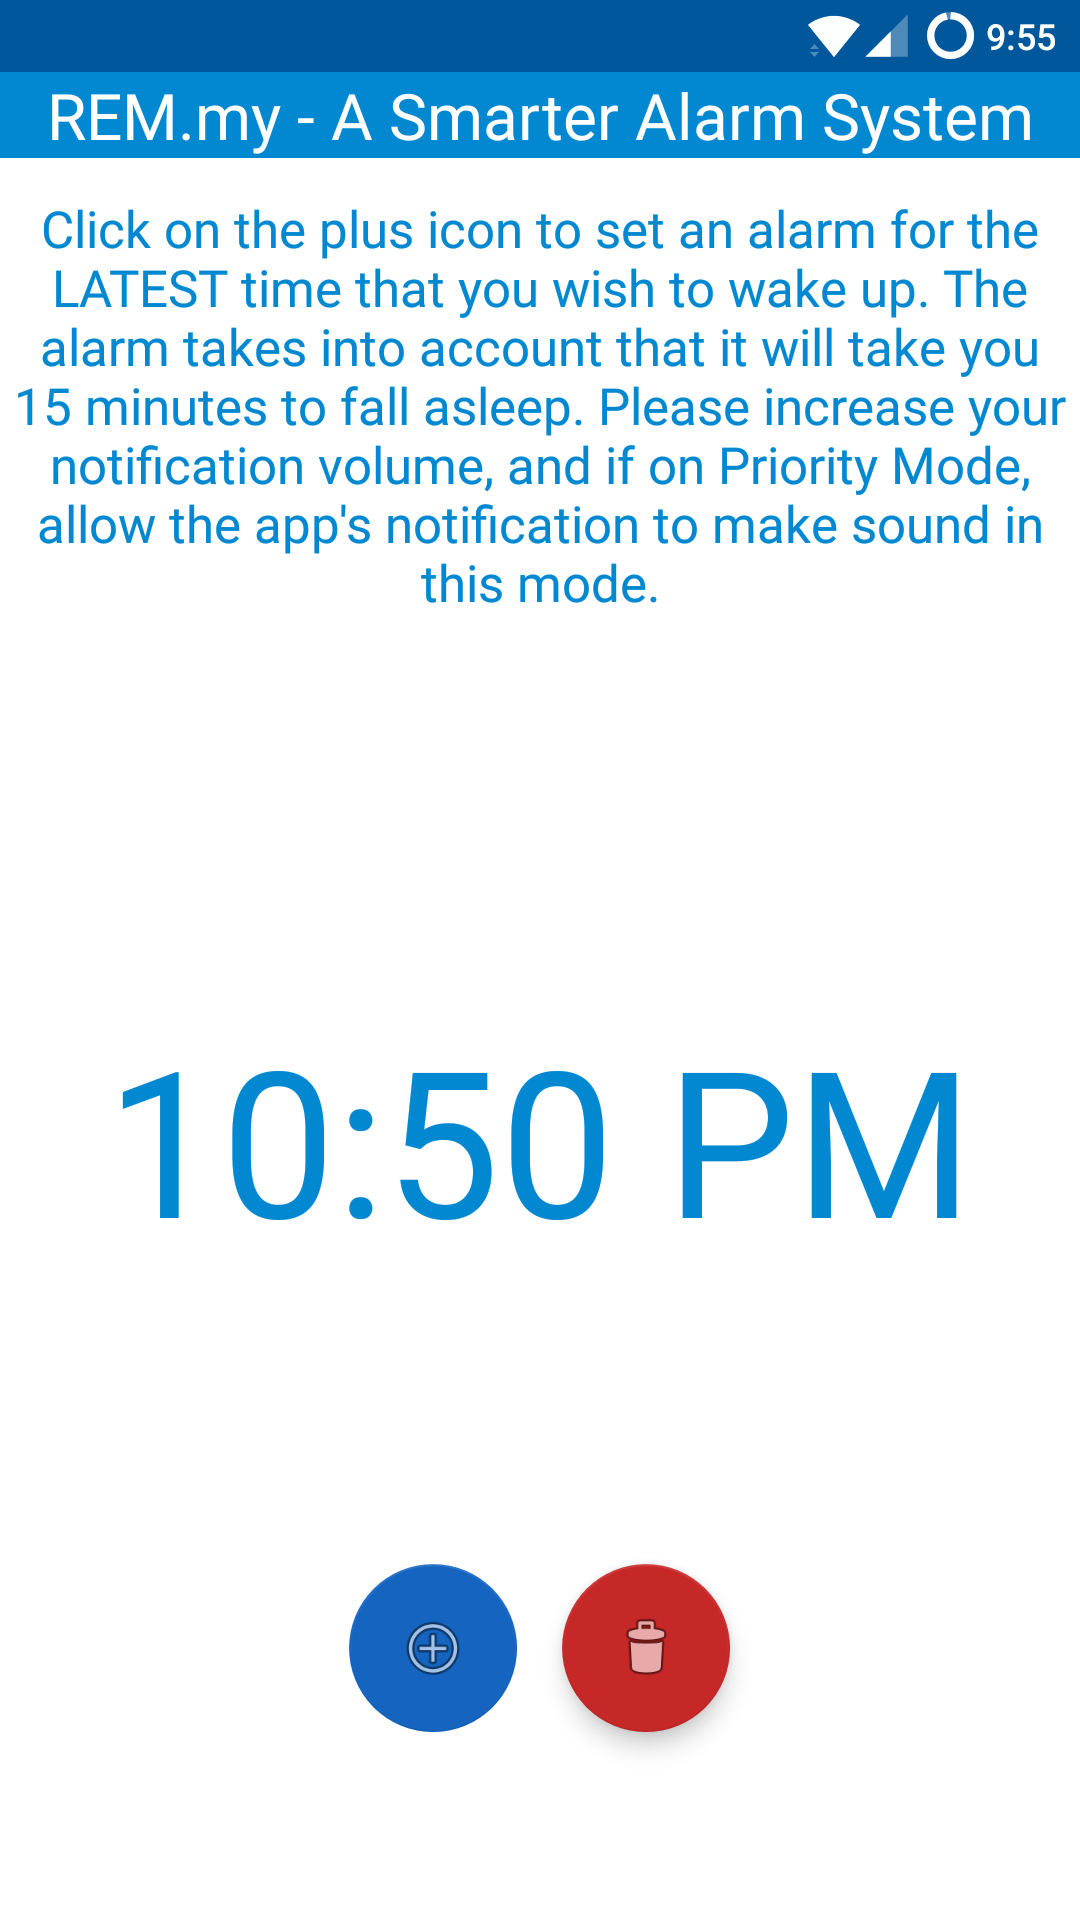 9:55
REM.my - A Smarter Alarm System
Click on the plus icon to set an alarm for the
LATEST time that you wish to wake up. The
alarm takes into account that it will take you
15 minutes to fall asleep. Please increase your
notification volume, and if on Priority Mode,
allow the app's notification to make sound in
this mode.
10:50 PM